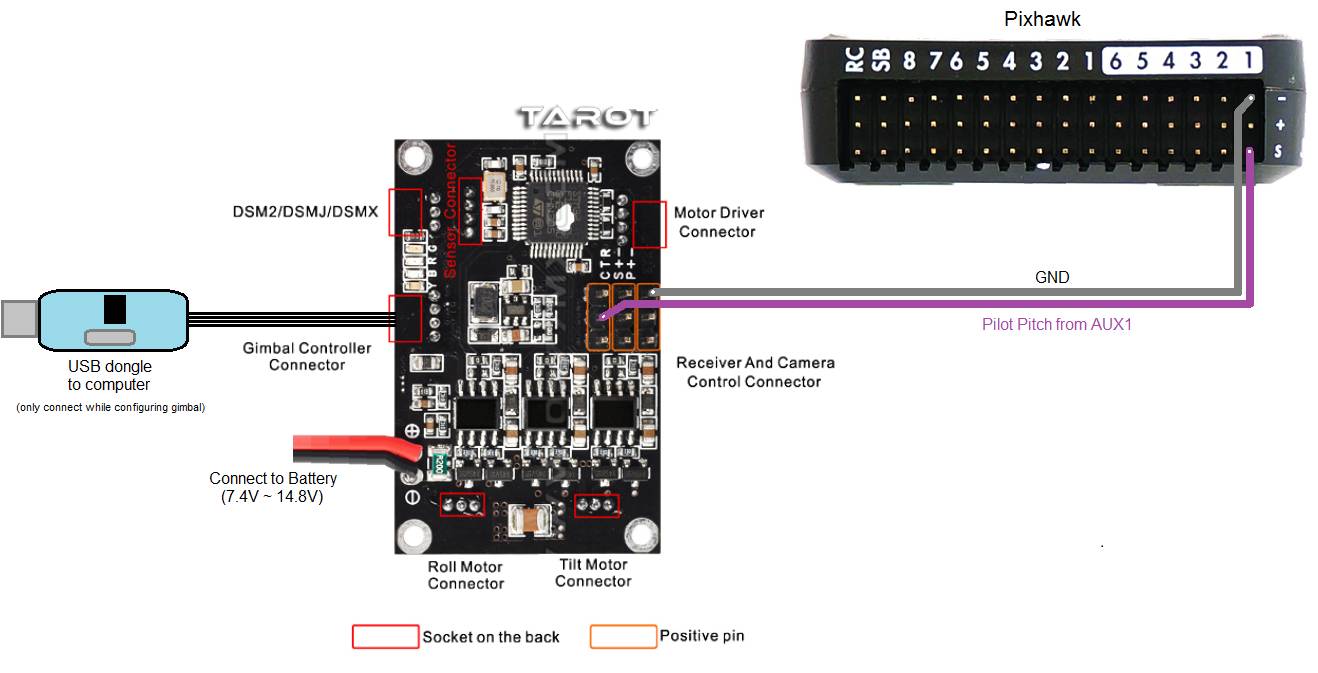 Pixhawk
RC SB 8 7 6 5 4 3 2 1 6 5 4 3 2 1
-
+
S
TAROT
Sensor Connector
DSM2/DSMJ/DSMX
Motor Driver
Connector
Y B R G
C T R
S + -
P + -
GND
Pilot Pitch from AUX1
Gimbal Controller
Connector
USB dongle
to computer
(only connect while configuring gimbal)
Receiver And Camera
Control Connector
R200
Connect to Battery
(7.4V ~ 14.8V)
Roll Motor
Connector
Tilt Motor
Connector
Socket on the back
Positive pin